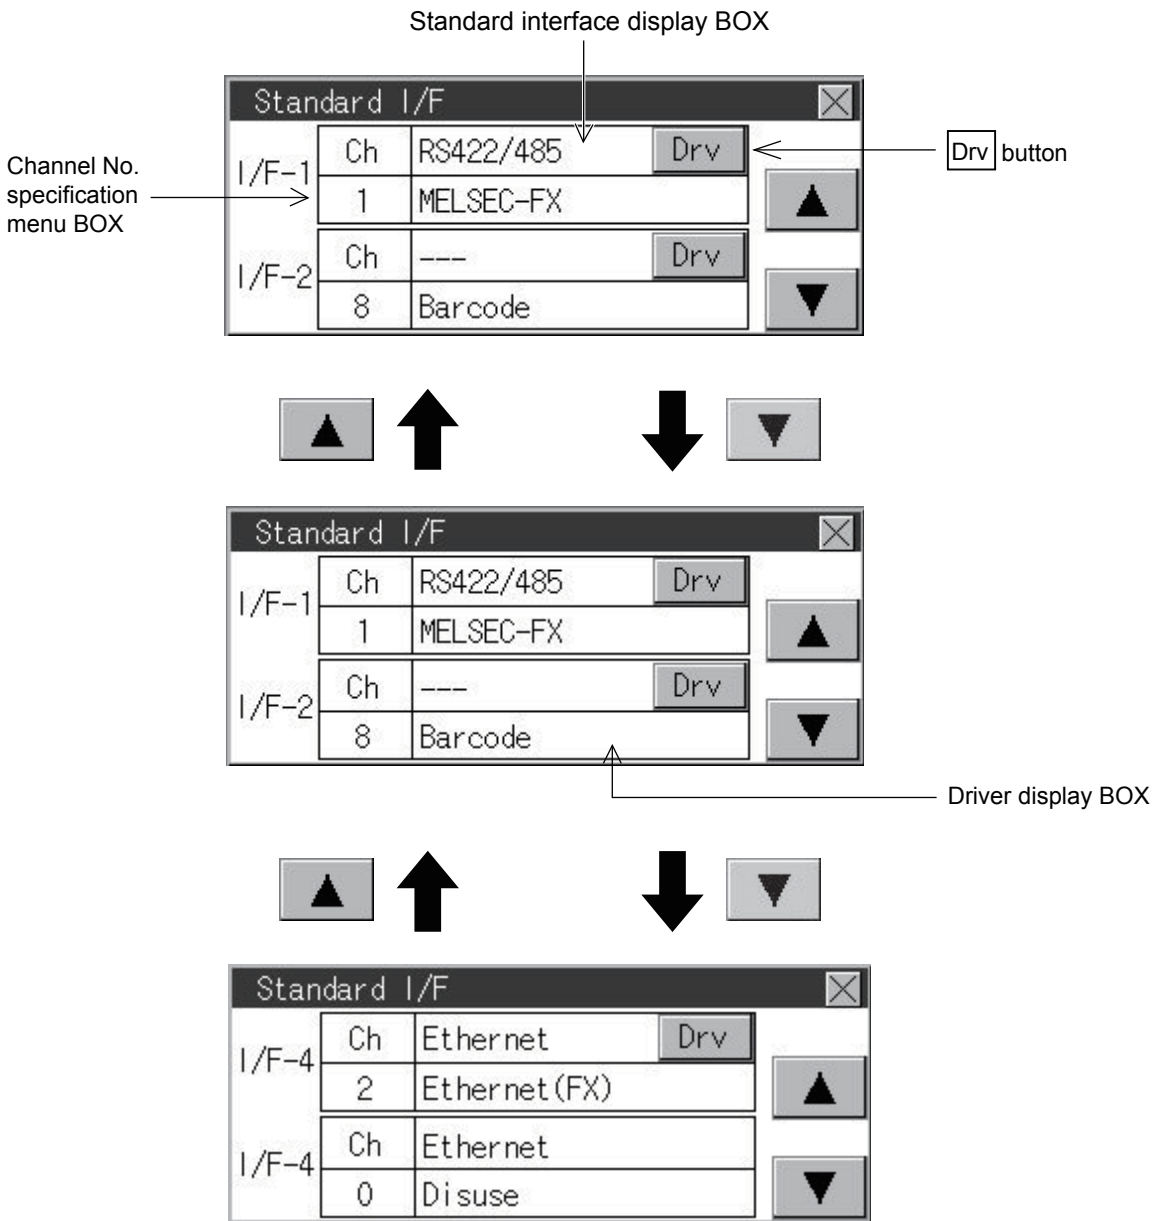 Standard interface display BOX
Standard I/F
Channel No.
specification
menu BOX
I/F-1
Ch RS422/485 Drv
1 MELSEC-FX
Drv button
I/F-2
Ch --- Drv
8 Barcode
Standard I/F
I/F-1
Ch RS422/485 Drv
1 MELSEC-FX
I/F-2
Ch --- Drv
8 Barcode
Driver display BOX
Standard I/F
I/F-4
Ch Ethernet Drv
2 Ethernet(FX)
I/F-4
Ch Ethernet
0 Disuse